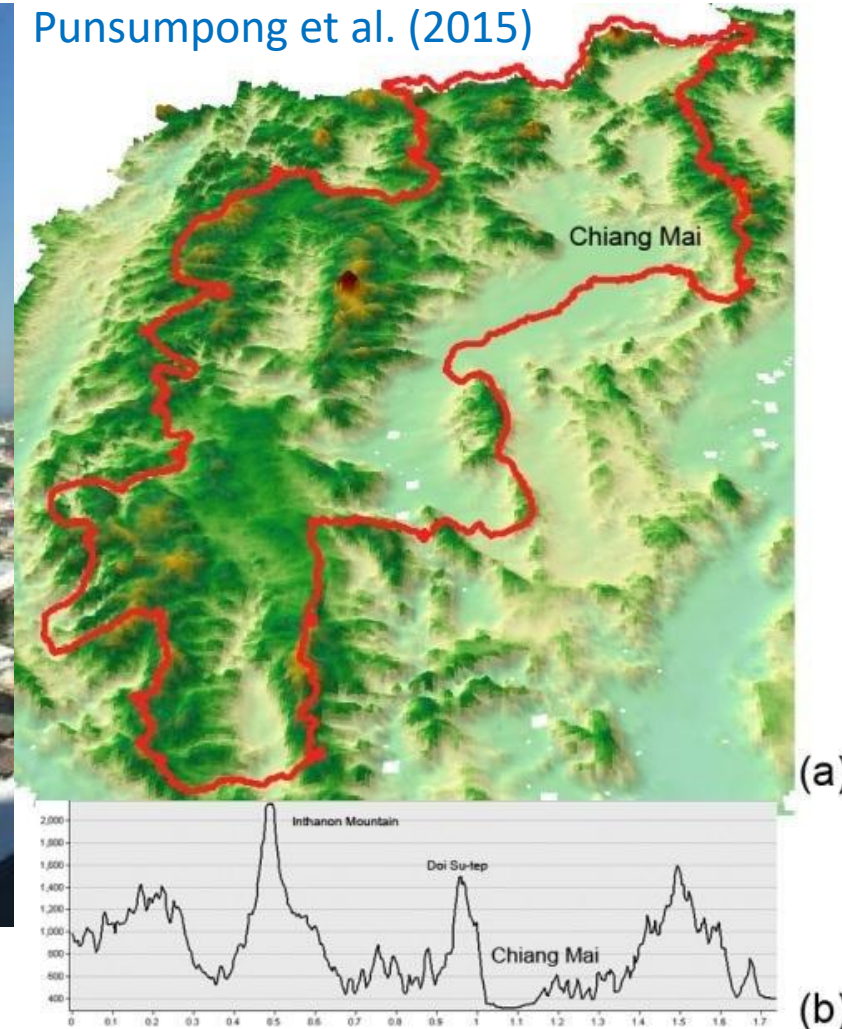 Punsumpong et al. (2015)
Chiang Mai
(a)
2,000
1,800
1,600
1,400
1,200
1,000
800
600
400
Inthanon Mountain
Doi Su-tep
Chiang Mai
0 0.1 0.2 0.3 0.4 0.5 0.6 0.7 0.8 0.9 1 1.1 1.2 1.3 1.4 1.5 1.6 1.7
(b)